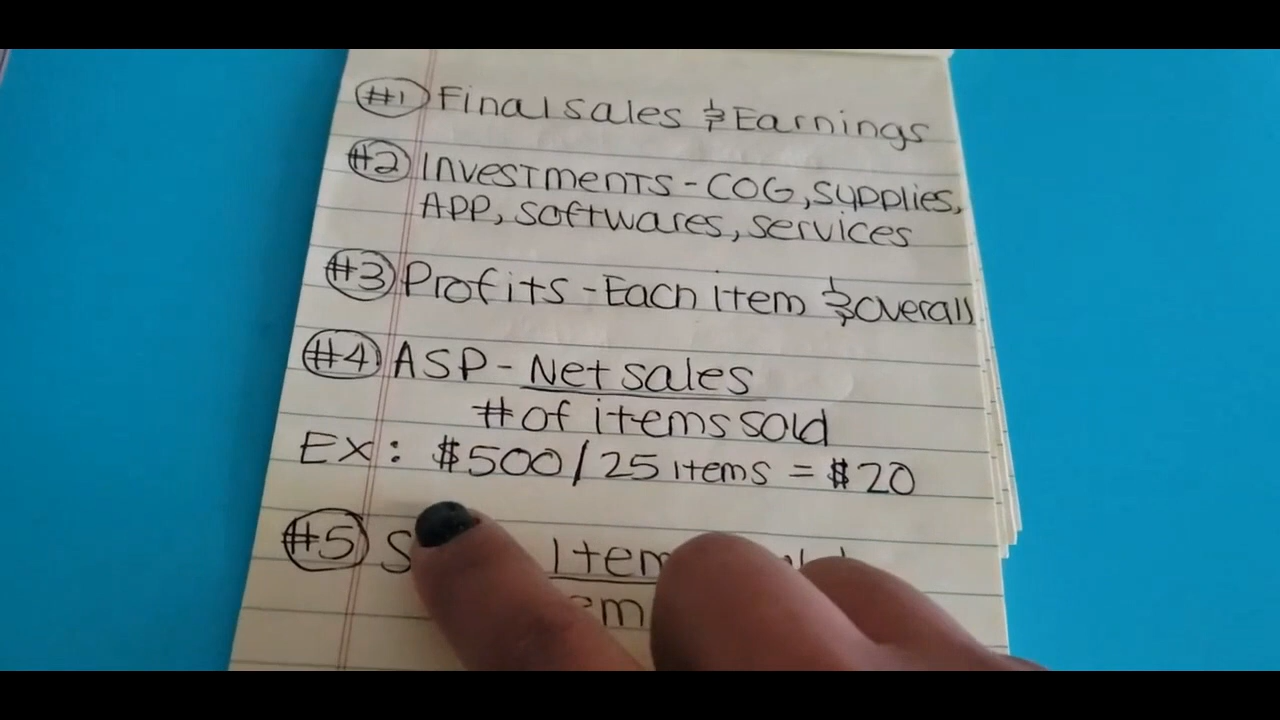 #1 Final sales & Earnings
#2 Investments - COG, supplies,
APP, softwares, services
#3 Profits - Each item & overall
#4 ASP - Net sales
# of items sold
Ex: $500 / 25 items = $20
#5